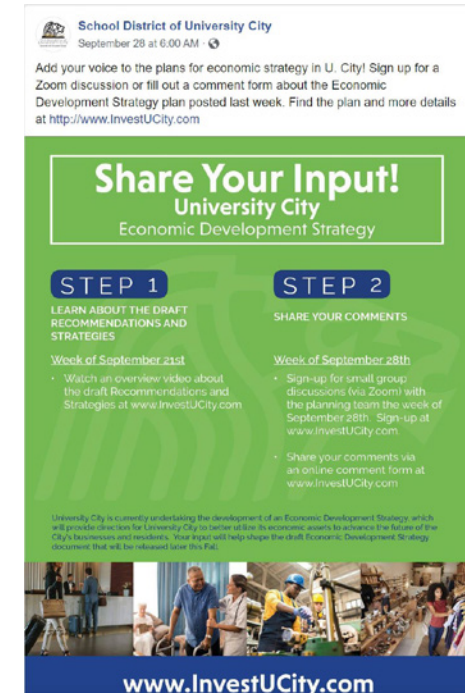 School District of University City
September 28 at 6:00 AM ·
Add your voice to the plans for economic strategy in U. City! Sign up for a
Zoom discussion or fill out a comment form about the Economic
Development Strategy plan posted last week. Find the plan and more details
at http://www.InvestUCity.com
Share Your Input!
University City
Economic Development Strategy
STEP 1
LEARN ABOUT THE DRAFT
RECOMMENDATIONS AND
STRATEGIES
Week of September 21st
• Watch an overview video about
the draft Recommendations and
Strategies at www.InvestUCity.com
STEP 2
SHARE YOUR COMMENTS
Week of September 28th
• Sign-up for small group
discussions (via Zoom) with
the planning team the week of
September 28th. Sign-up at
www.InvestUCity.com.
• Share your comments via
an online comment form at
www.InvestUCity.com
University City is currently undertaking the development of an Economic Development Strategy, which
will provide direction for University City to better utilize its economic assets to advance the future of the
City's businesses and residents. Your input will help shape the draft Economic Development Strategy
document that will be released later this Fall.
www.InvestUCity.com